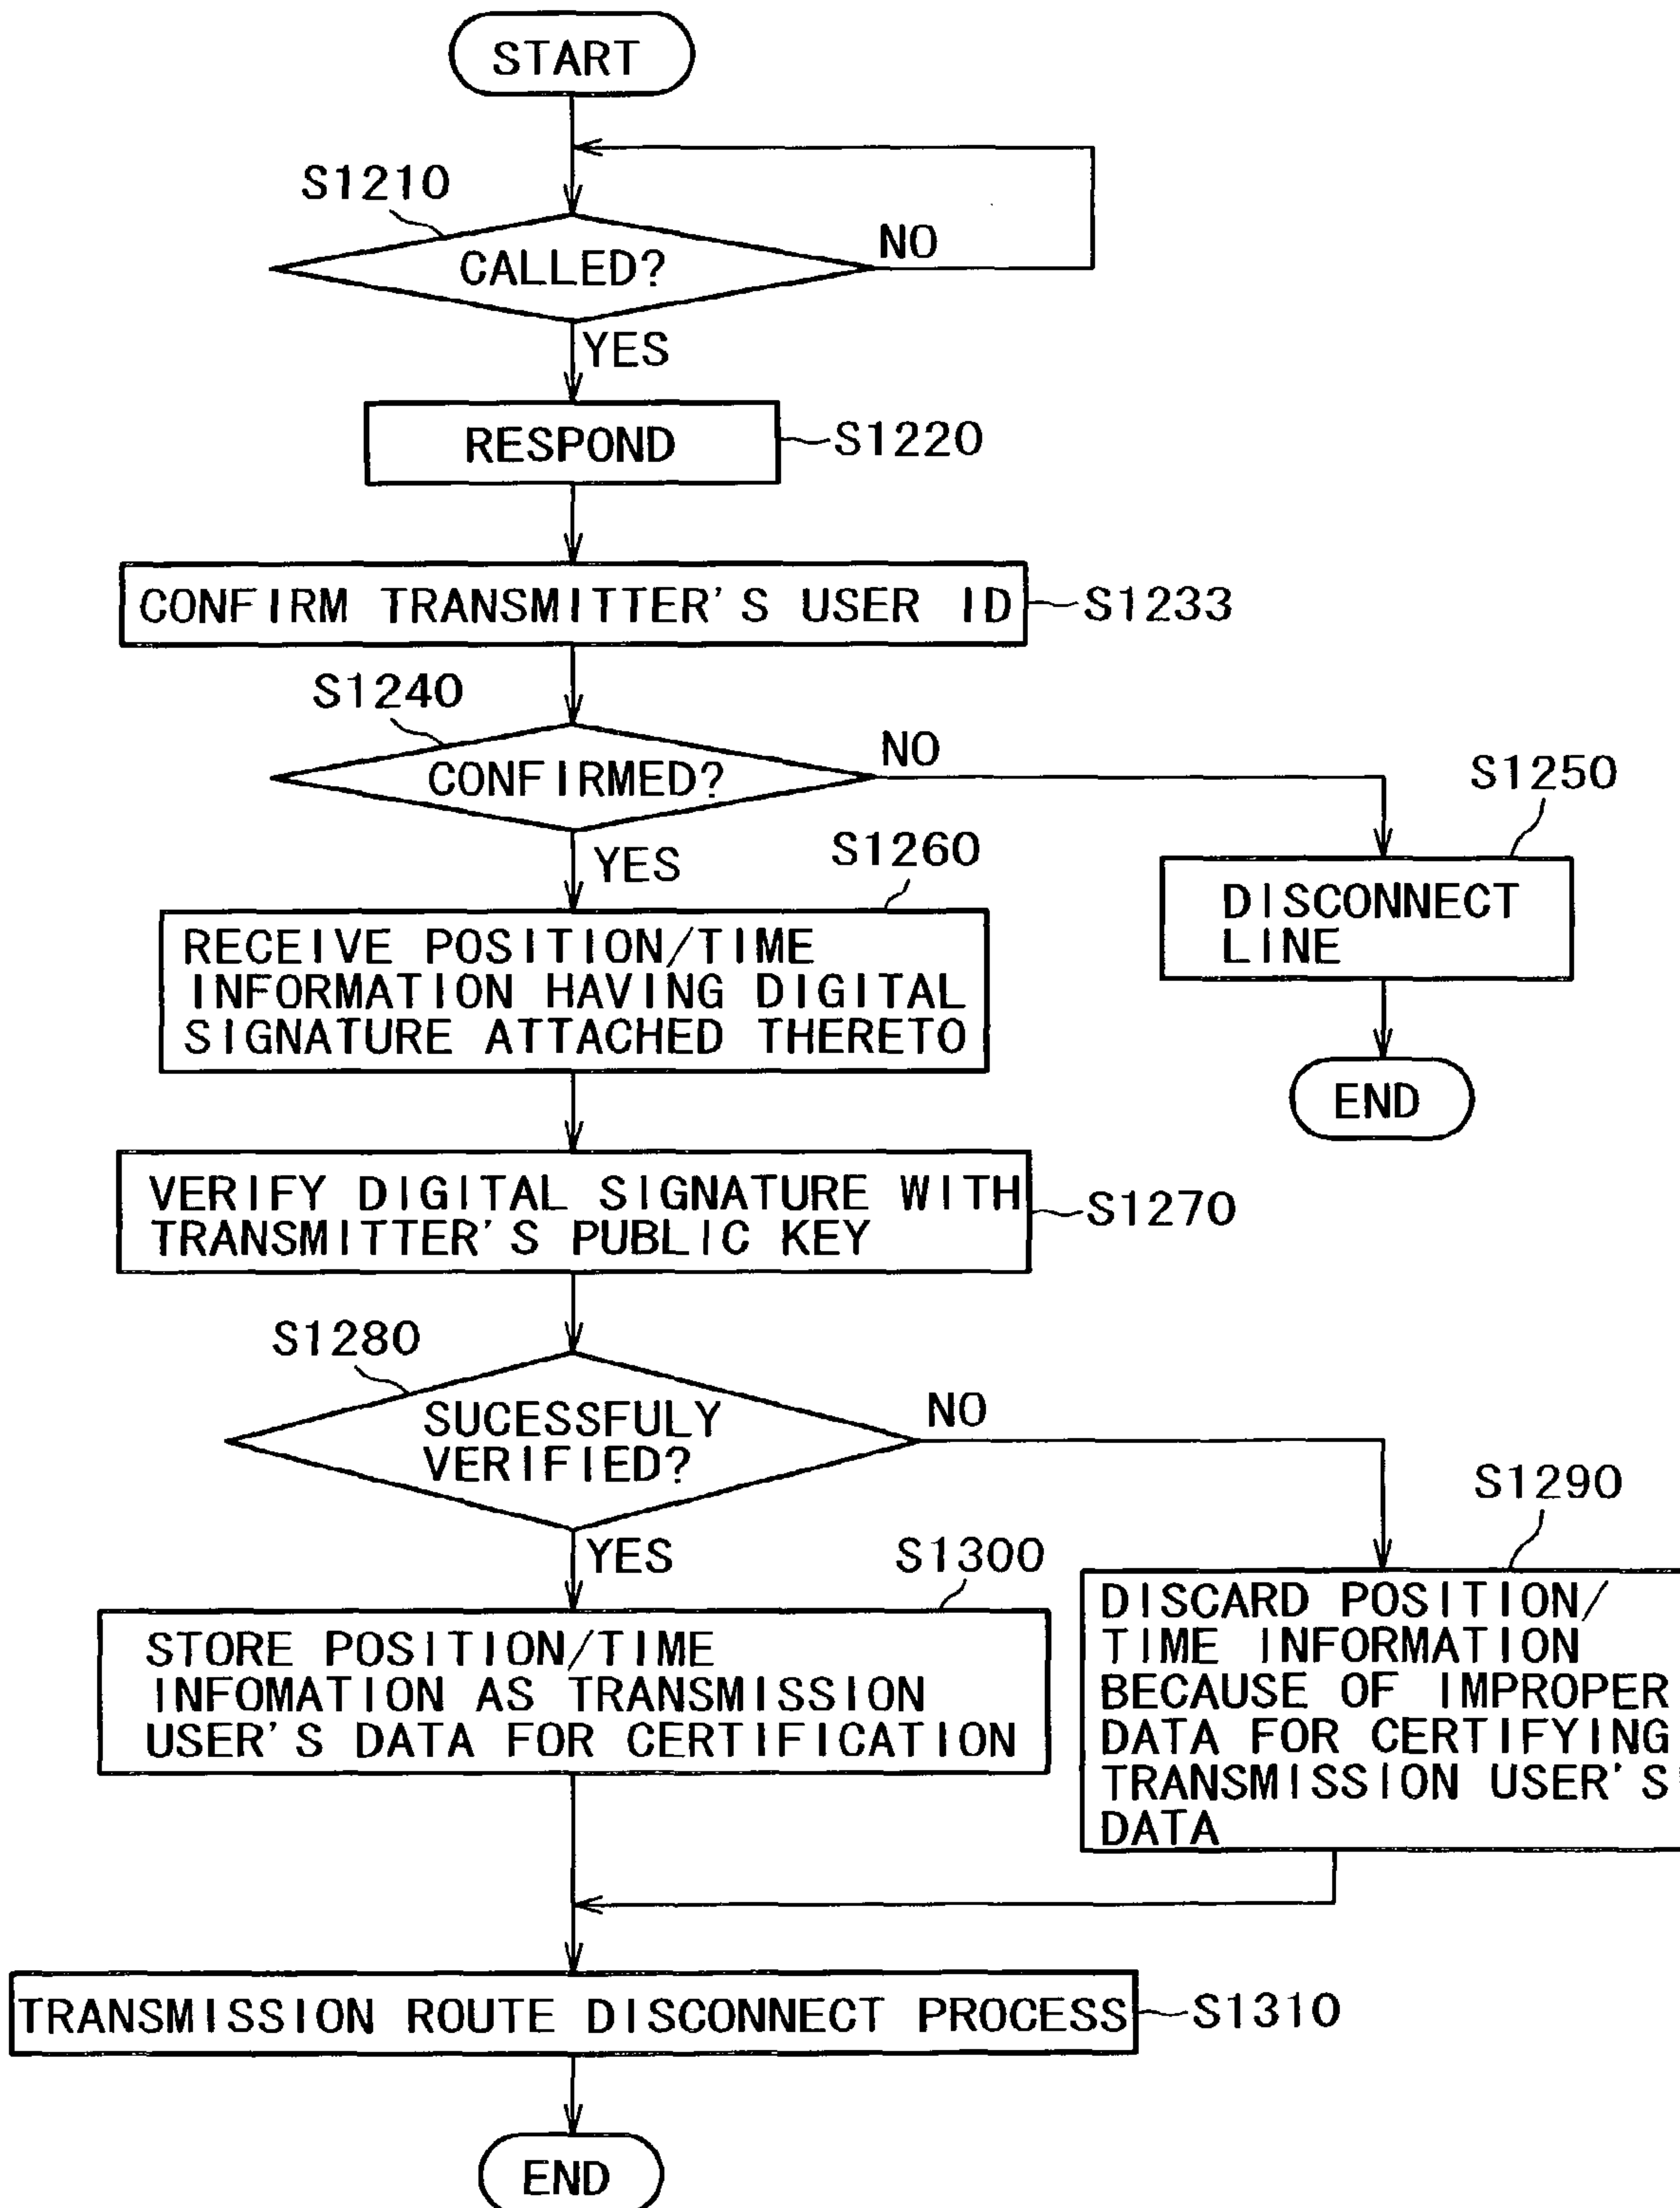 START
S1210
CALLED?
NO
YES
RESPOND
S1220
CONFIRM TRANSMITTER'S USER ID
S1233
S1240
CONFIRMED?
NO
S1250
YES
S1260
DISCONNECT
LINE
RECEIVE POSITION/TIME
INFORMATION HAVING DIGITAL
SIGNATURE ATTACHED THERETO
END
VERIFY DIGITAL SIGNATURE WITH
TRANSMITTER'S PUBLIC KEY
S1270
S1280
SUCESSFULY
VERIFIED?
NO
S1290
YES
S1300
STORE POSITION/TIME
INFOMATION AS TRANSMISSION
USER'S DATA FOR CERTIFICATION
DISCARD POSITION/
TIME INFORMATION
BECAUSE OF IMPROPER
DATA FOR CERTIFYING
TRANSMISSION USER'S
DATA
TRANSMISSION ROUTE DISCONNECT PROCESS
S1310
END